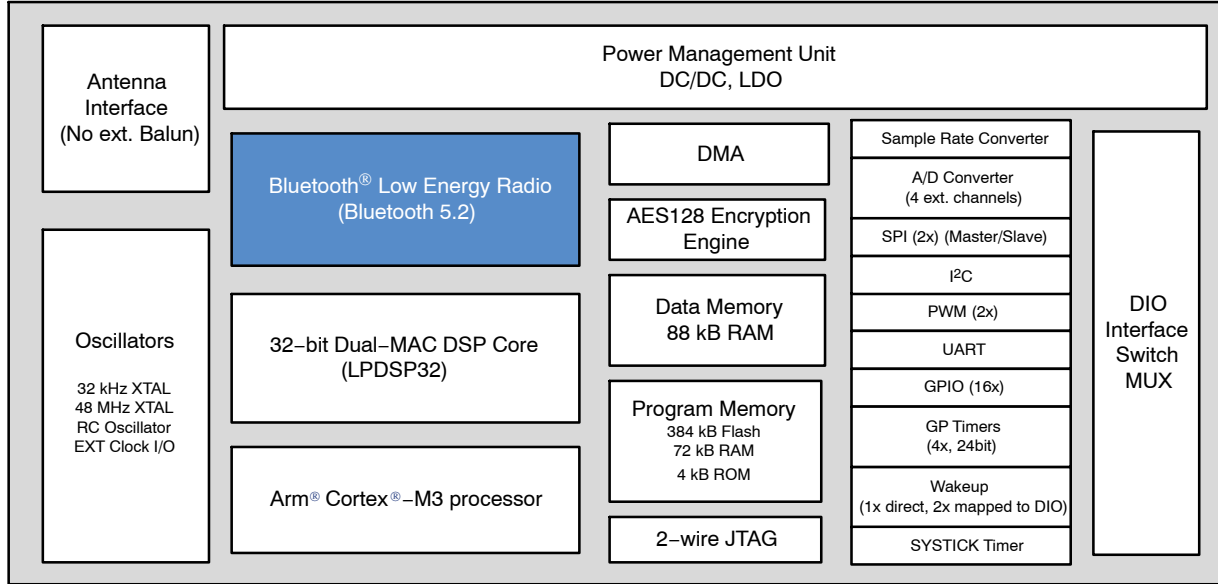 Antenna
Interface
(No ext. Balun)
Power Management Unit
DC/DC, LDO
Bluetooth® Low Energy Radio
(Bluetooth 5.2)
DMA
AES128 Encryption
Engine
Sample Rate Converter
A/D Converter
(4 ext. channels)
SPI (2x) (Master/Slave)
I²C
PWM (2x)
UART
GPIO (16x)
GP Timers
(4x, 24bit)
Wakeup
(1x direct, 2x mapped to DIO)
SYSTICK Timer
DIO
Interface
Switch
MUX
Oscillators
32 kHz XTAL
48 MHz XTAL
RC Oscillator
EXT Clock I/O
32−bit Dual−MAC DSP Core
(LPDSP32)
Data Memory
88 kB RAM
Program Memory
384 kB Flash
72 kB RAM
4 kB ROM
Arm® Cortex®−M3 processor
2−wire JTAG